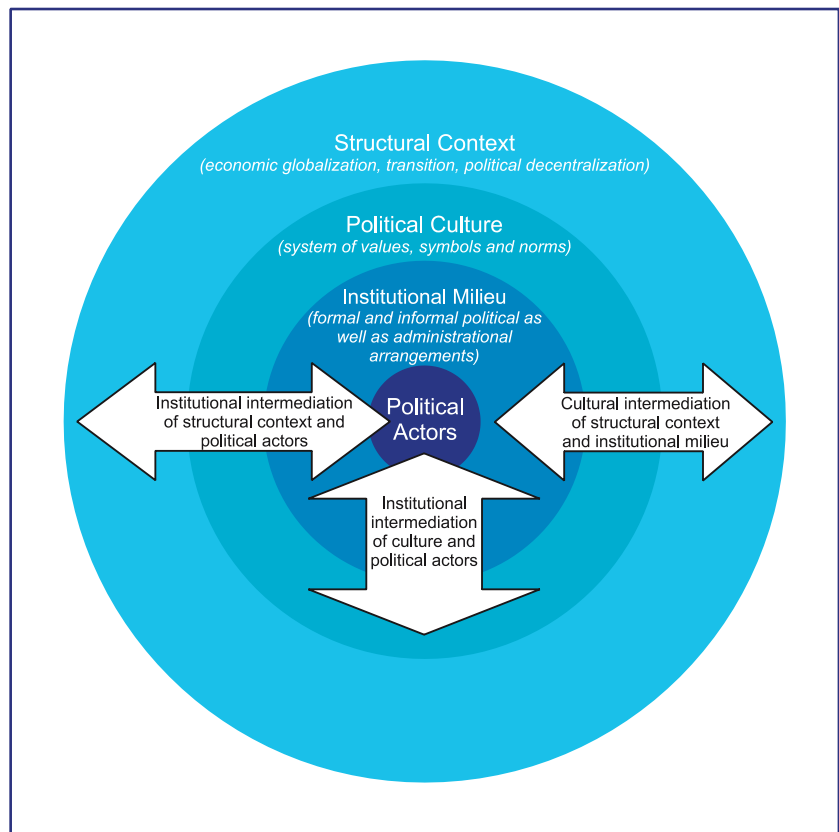 Structural Context
(economic globalization, transition, political decentralization)
Political Culture
(system of values, symbols and norms)
Institutional Milieu
(formal and informal political as
well as administrational
arrangements)
Political
Actors
Institutional intermediation
of structural context and
political actors
Cultural intermediation
of structural context
and institutional milieu
Institutional
intermediation
of culture and
political actors